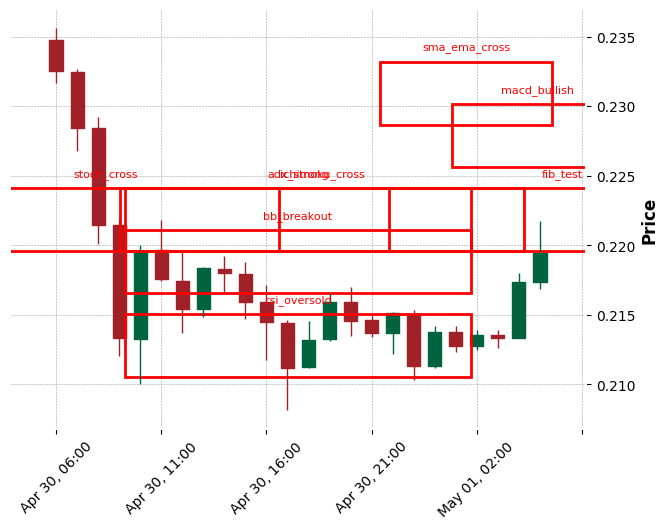 sma_ema_cross
macd_bullish
stoch_cross
adx_strong
ichimoku_cross
fib_test
bb_breakout
rsi_oversold
0.235
0.230
0.225
0.220
0.215
0.210
Price
Apr 30, 06:00
Apr 30, 11:00
Apr 30, 16:00
Apr 30, 21:00
May 01, 02:00